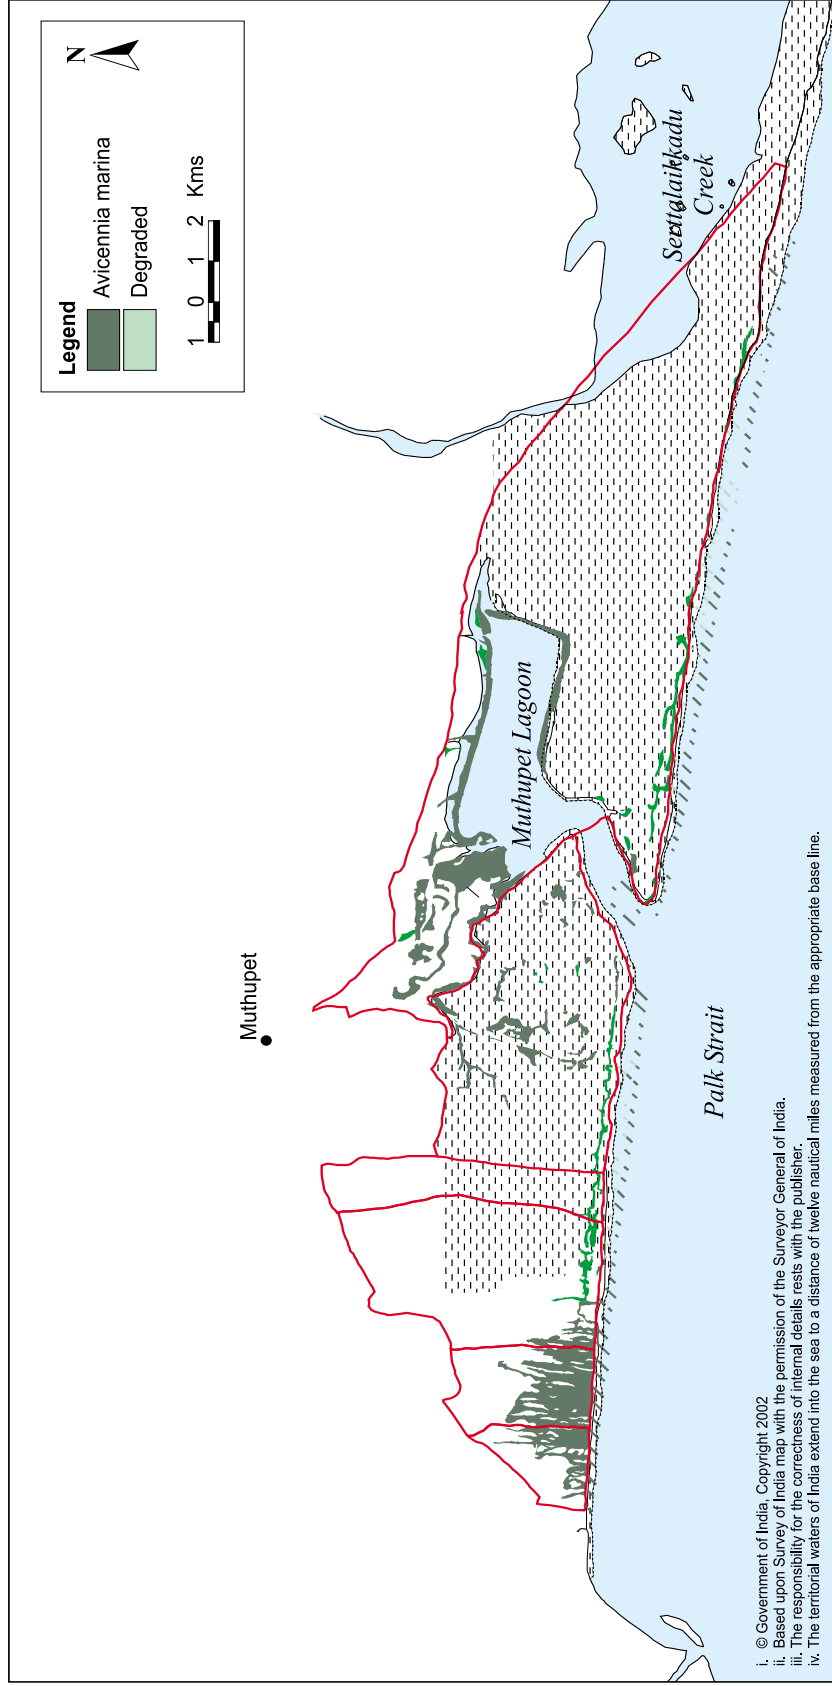 Legend
Avicennia marina
Degraded
1 0 1 2 Kms
N
Muthupet
Muthupet Lagoon
Creek
Palk Strait
i. © Government of India, Copyright 2002
ii. Based upon Survey of India map with the permission of the Surveyor General of India.
iii. The responsibility for the correctness of internal details rests with the publisher.
iv. The territorial waters of India extend into the sea to a distance of twelve nautical miles measured from the appropriate base line.